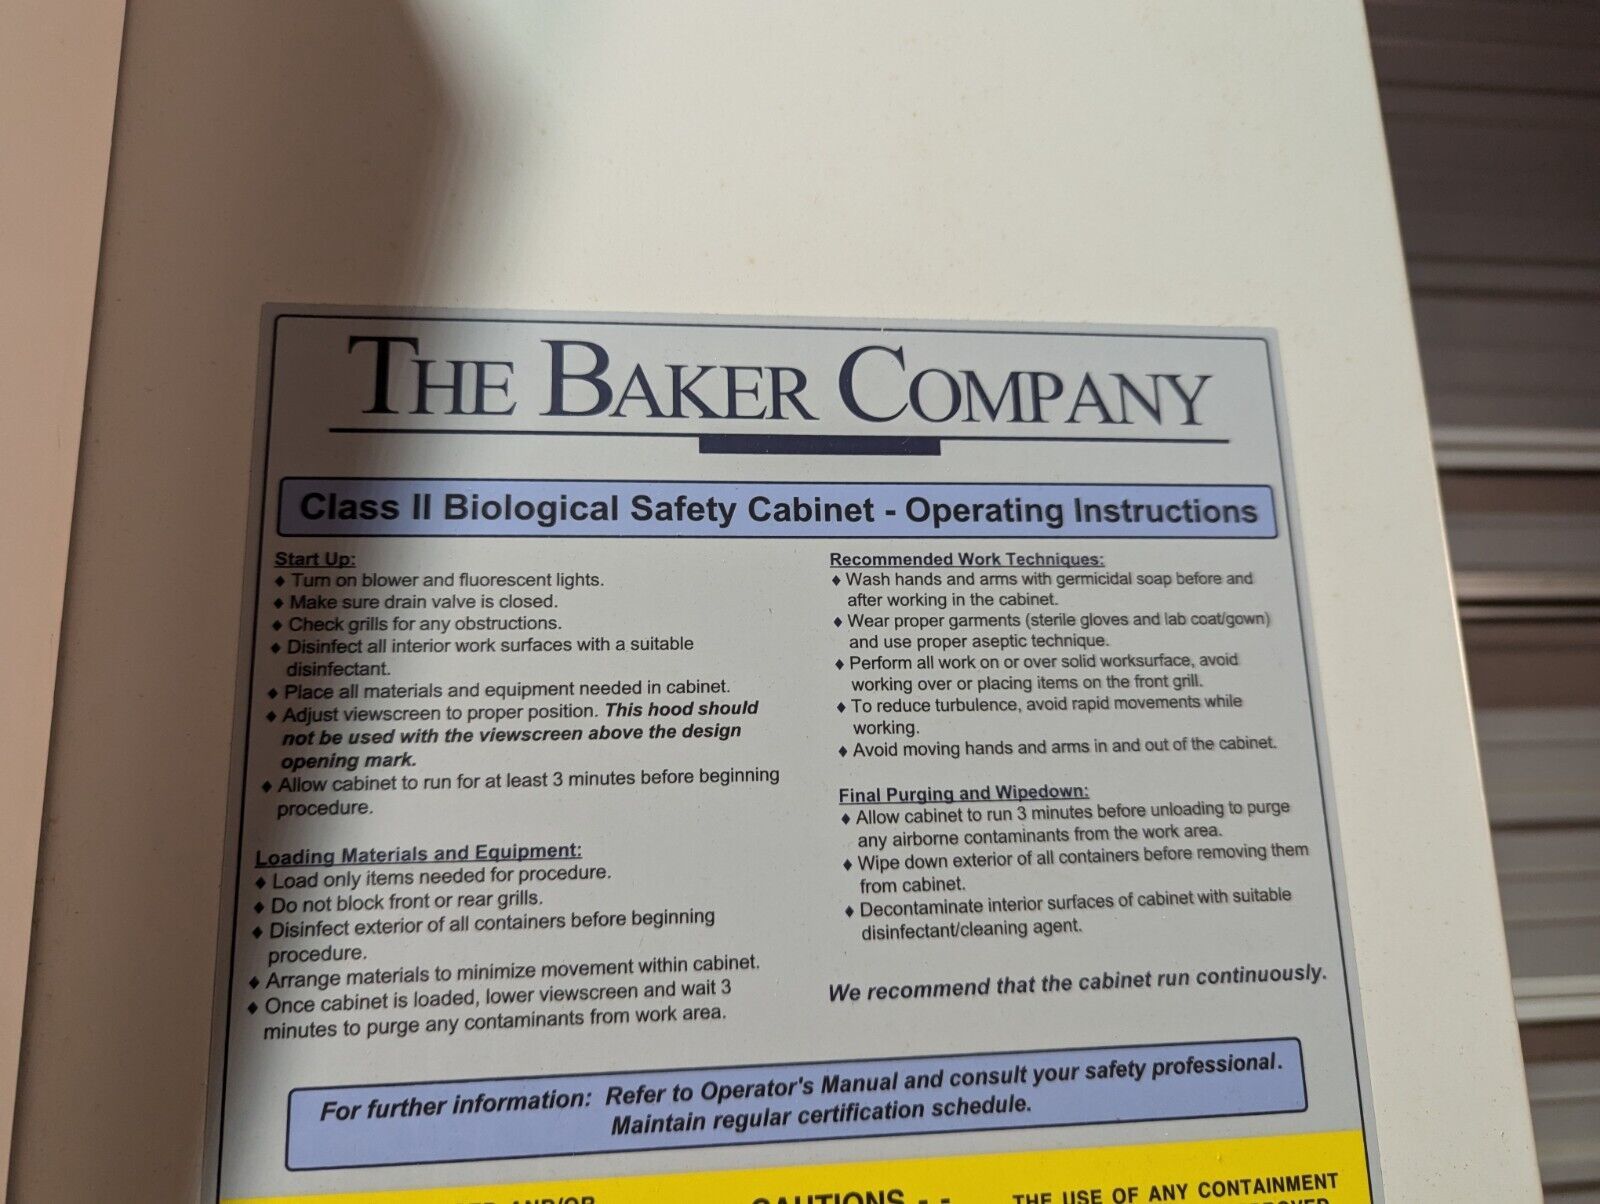 THE BAKER COMPANY
Class II Biological Safety Cabinet - Operating Instructions
Start Up:
♦ Turn on blower and fluorescent lights.
♦ Make sure drain valve is closed.
♦ Check grills for any obstructions.
♦ Disinfect all interior work surfaces with a suitable
disinfectant.
♦ Place all materials and equipment needed in cabinet.
♦ Adjust viewscreen to proper position. This hood should
not be used with the viewscreen above the design
opening mark.
♦ Allow cabinet to run for at least 3 minutes before beginning
procedure.
Loading Materials and Equipment:
♦ Load only items needed for procedure.
♦ Do not block front or rear grills.
♦ Disinfect exterior of all containers before beginning
procedure.
♦ Arrange materials to minimize movement within cabinet.
♦ Once cabinet is loaded, lower viewscreen and wait 3
minutes to purge any contaminants from work area.
Recommended Work Techniques:
♦ Wash hands and arms with germicidal soap before and
after working in the cabinet.
♦ Wear proper garments (sterile gloves and lab coat/gown)
and use proper aseptic technique.
♦ Perform all work on or over solid worksurface, avoid
working over or placing items on the front grill.
♦ To reduce turbulence, avoid rapid movements while
working.
♦ Avoid moving hands and arms in and out of the cabinet.
Final Purging and Wipedown:
♦ Allow cabinet to run 3 minutes before unloading to purge
any airborne contaminants from the work area.
♦ Wipe down exterior of all containers before removing them
from cabinet.
♦ Decontaminate interior surfaces of cabinet with suitable
disinfectant/cleaning agent.
We recommend that the cabinet run continuously.
For further information: Refer to Operator's Manual and consult your safety professional.
Maintain regular certification schedule.
AND/OR
CAUTIONS - -
THE USE OF ANY CONTAINMENT